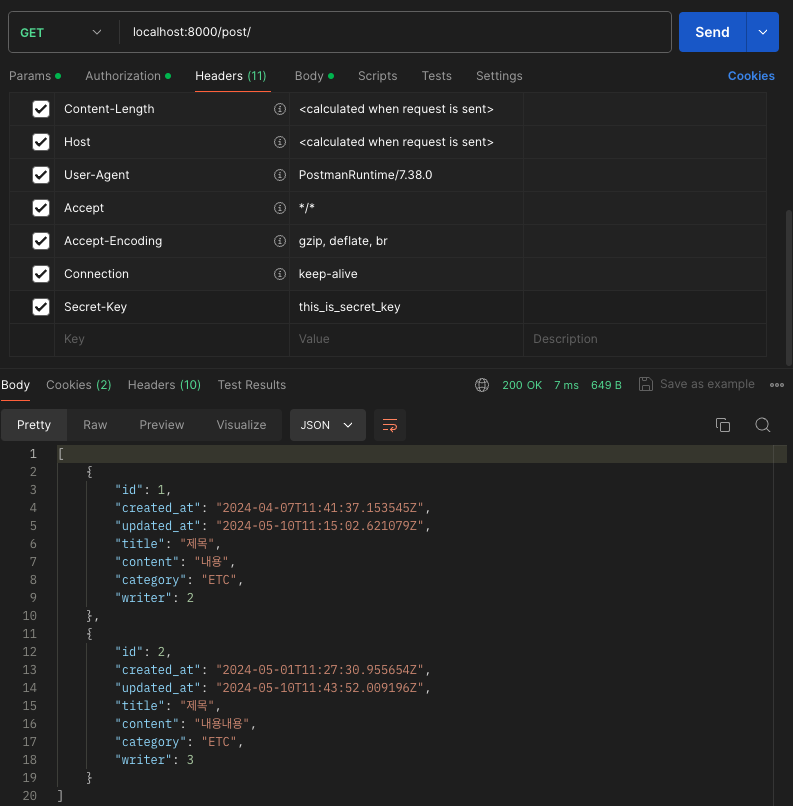 GET localhost:8000/post/ Send
Params Authorization Headers (11) Body Scripts Tests Settings Cookies
Content-Length <calculated when request is sent>
Host <calculated when request is sent>
User-Agent PostmanRuntime/7.38.0
Accept */*
Accept-Encoding gzip, deflate, br
Connection keep-alive
Secret-Key this_is_secret_key
Key Value Description
Body Cookies (2) Headers (10) Test Results 200 OK 7 ms 649 B Save as example
Pretty Raw Preview Visualize JSON
1 [
2 {
3 "id": 1,
4 "created_at": "2024-04-07T11:41:37.153545Z",
5 "updated_at": "2024-05-10T11:15:02.621079Z",
6 "title": "제목",
7 "content": "내용",
8 "category": "ETC",
9 "writer": 2
10 },
11 {
12 "id": 2,
13 "created_at": "2024-05-01T11:27:30.955654Z",
14 "updated_at": "2024-05-10T11:43:52.009196Z",
15 "title": "제목",
16 "content": "내용내용",
17 "category": "ETC",
18 "writer": 3
19 }
20 ]